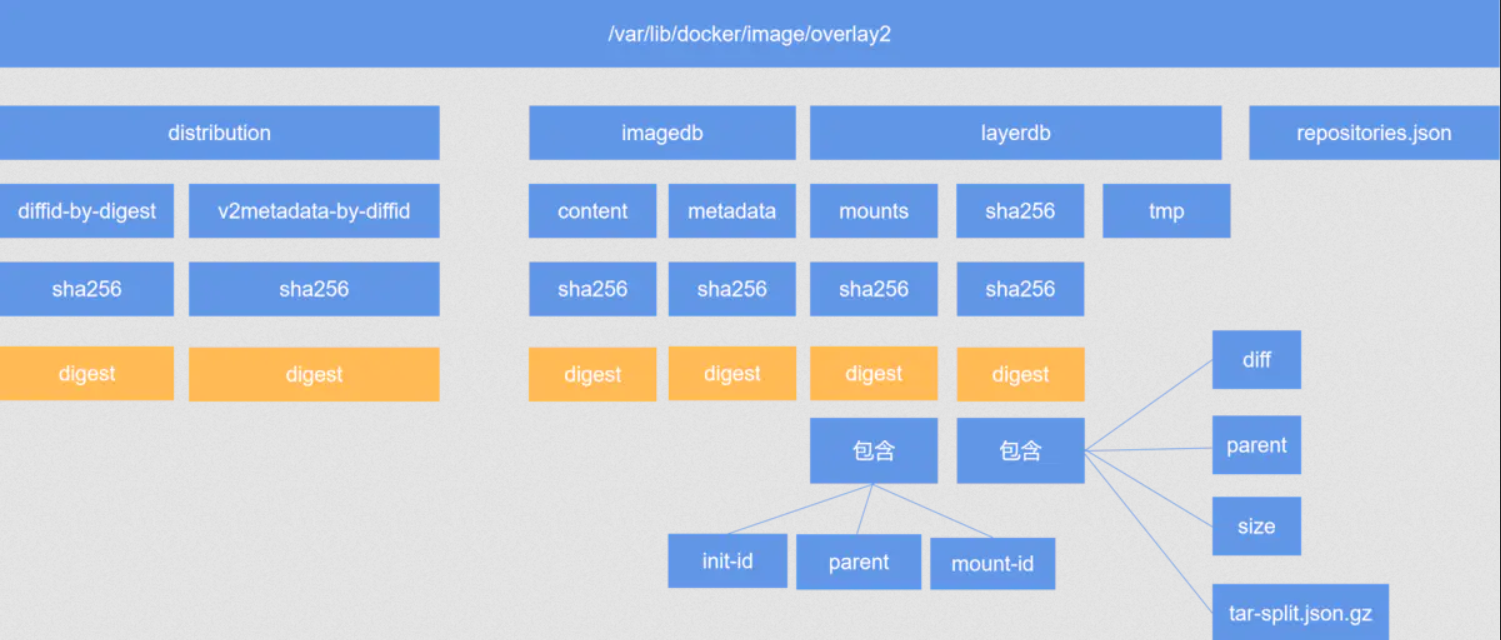 /var/lib/docker/image/overlay2
distribution
imagedb
layerdb
repositories.json
diffid-by-digest
v2metadata-by-diffid
content
metadata
mounts
sha256
tmp
sha256
sha256
sha256
sha256
sha256
sha256
digest
digest
digest
digest
digest
digest
diff
包含
包含
parent
size
init-id
parent
mount-id
tar-split.json.gz